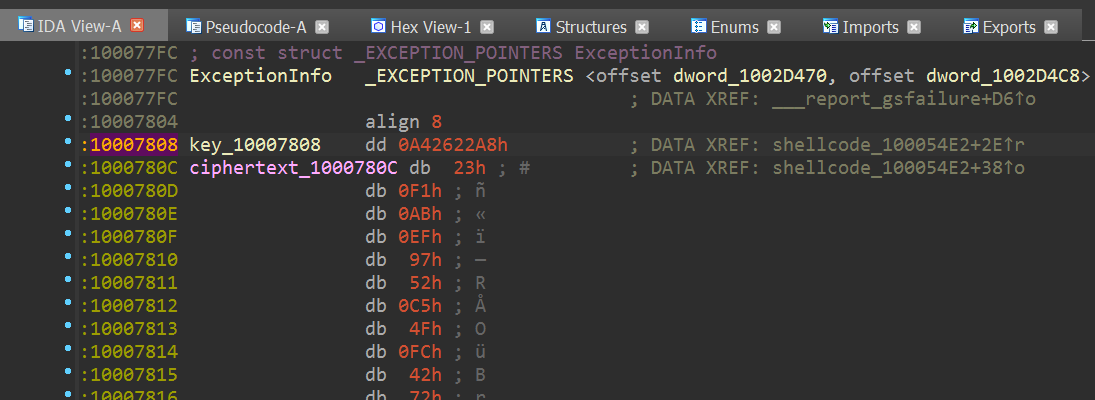 IDA View-A Pseudocode-A Hex View-1 Structures Enums Imports Exports
:100077FC ; const struct _EXCEPTION_POINTERS ExceptionInfo
:100077FC ExceptionInfo _EXCEPTION_POINTERS <offset dword_1002D470, offset dword_1002D4C8>
:100077FC ; DATA XREF: ___report_gsfailure+D6↑o
:10007804 align 8
:10007808 key_10007808 dd 0A42622A8h ; DATA XREF: shellcode_100054E2+2E↑r
:1000780C ciphertext_1000780C db 23h ; # ; DATA XREF: shellcode_100054E2+38↑o
:1000780D db 0F1h ; ñ
:1000780E db 0ABh ; «
:1000780F db 0EFh ; ï
:10007810 db 97h ; —
:10007811 db 52h ; R
:10007812 db 0C5h ; Å
:10007813 db 4Fh ; O
:10007814 db 0FCh ; ü
:10007815 db 42h ; B
:10007816 db 72h ; r